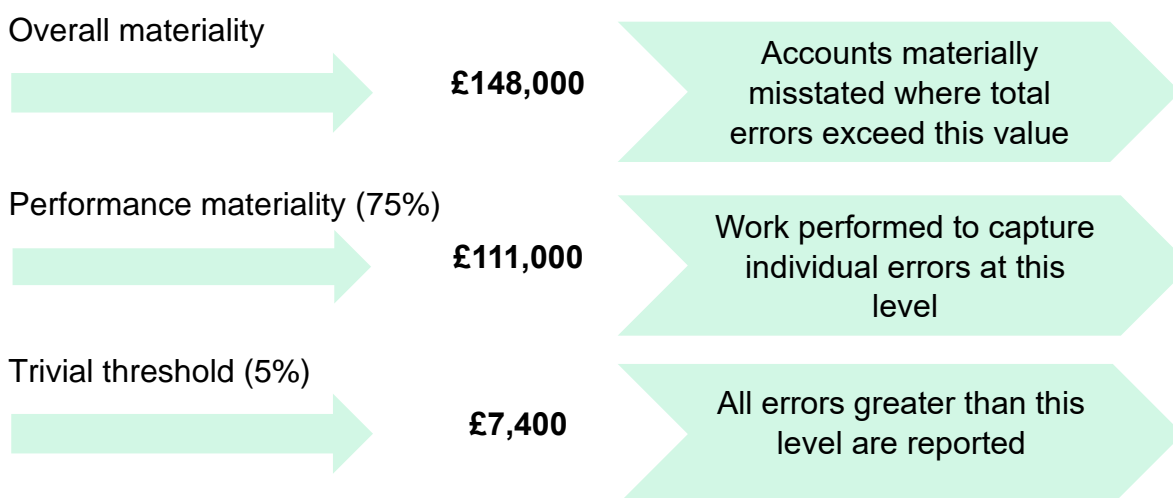 Overall materiality
£148,000
Accounts materially
misstated where total
errors exceed this value
Performance materiality (75%)
£111,000
Work performed to capture
individual errors at this
level
Trivial threshold (5%)
£7,400
All errors greater than this
level are reported